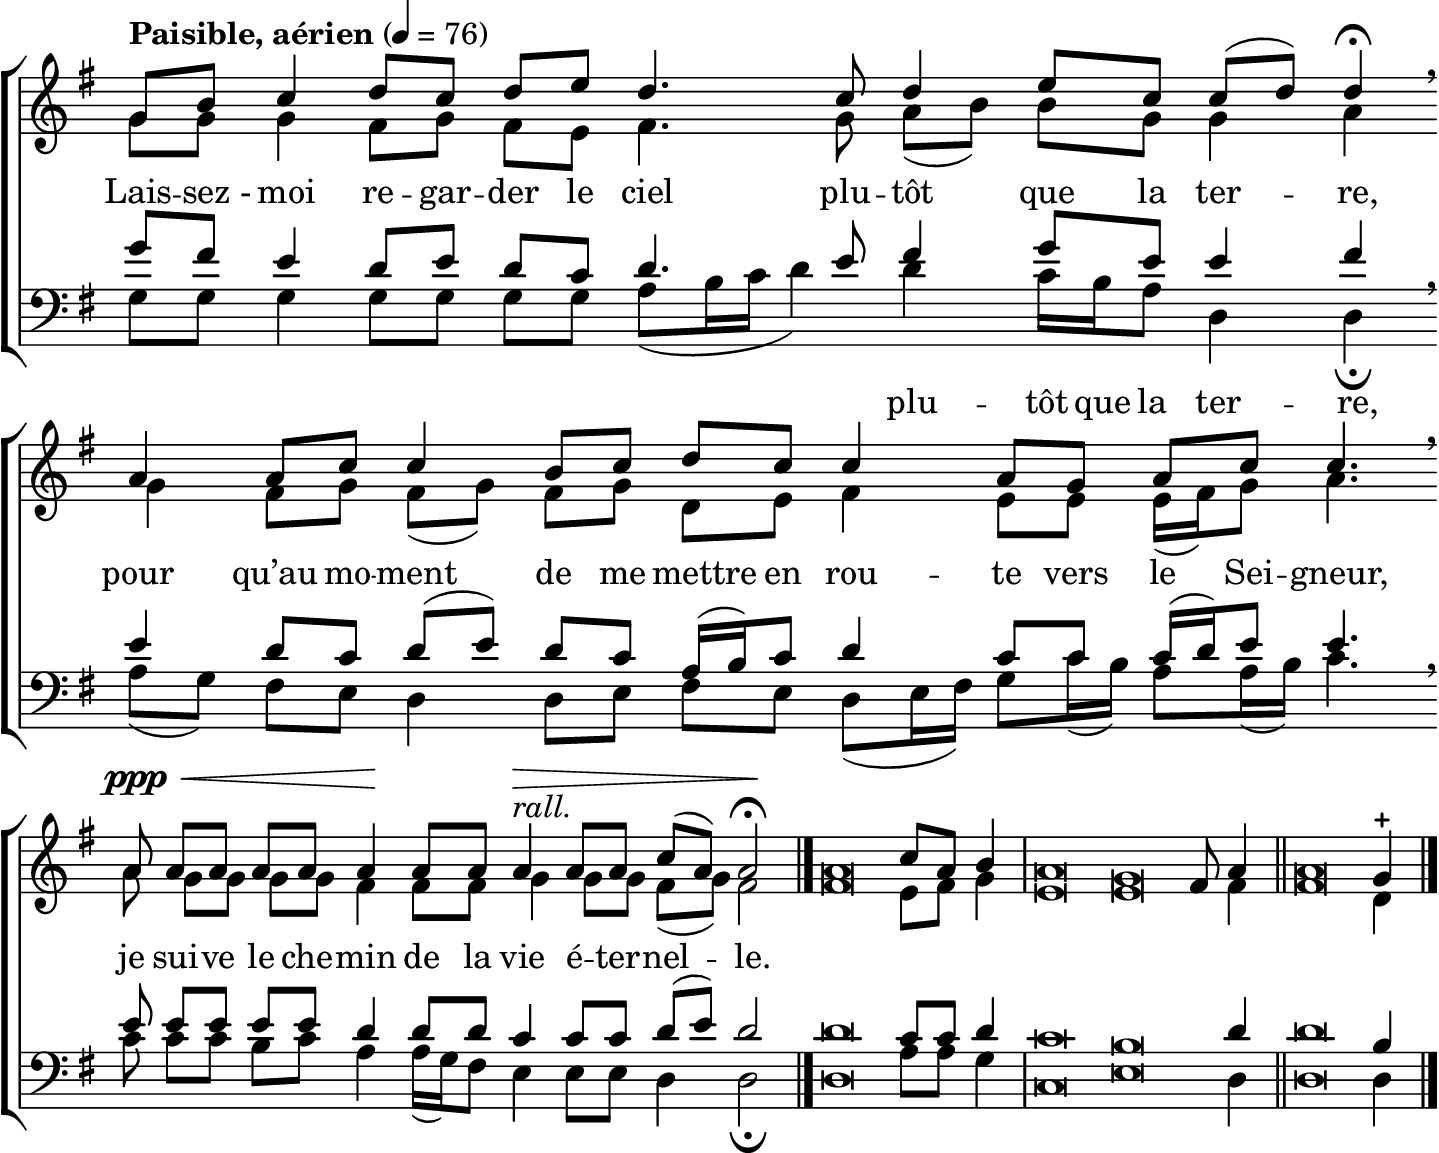 Paisible, aérien (♩ = 76)
Lais -- sez - moi re -- gar -- der le ciel plu -- tôt que la ter -- re,
plu -- tôt que la ter -- re,
pour qu’au mo -- ment de me mettre en rou -- te vers le Sei -- gneur,
ppp
rall.
je sui -- ve le che -- min de la vie é -- ter -- nel -- le.